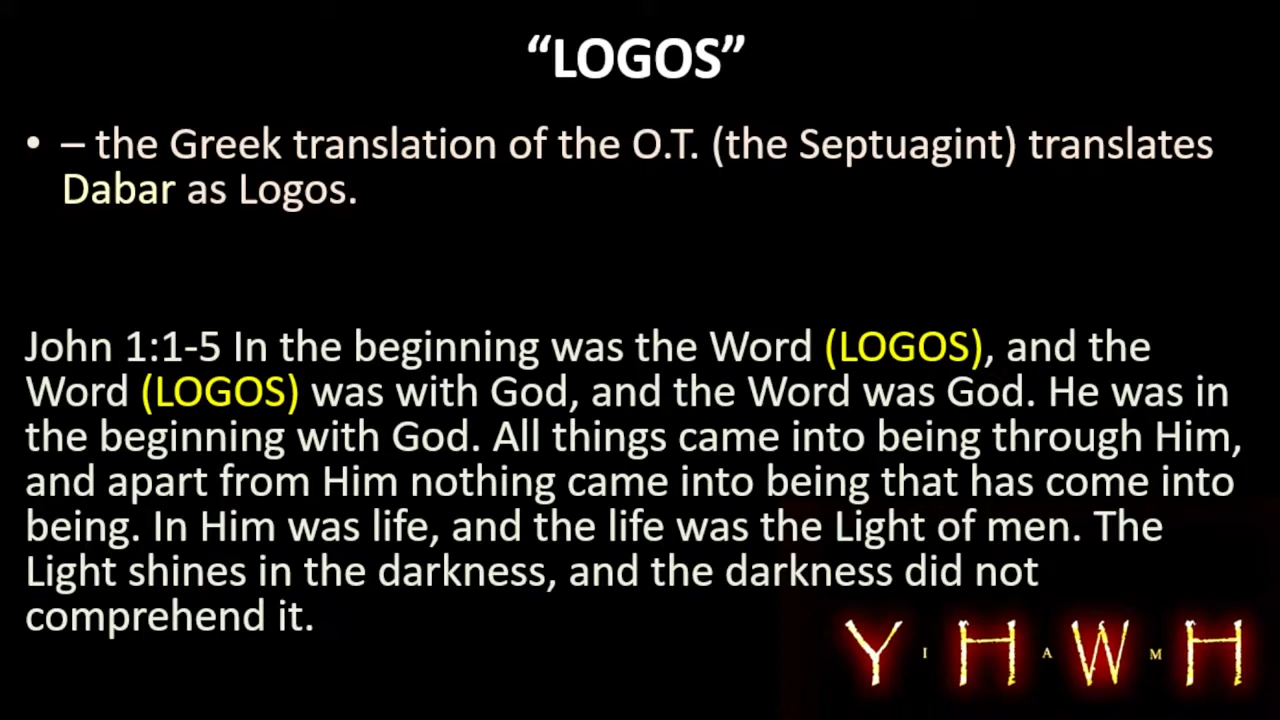 “LOGOS”
• – the Greek translation of the O.T. (the Septuagint) translates
Dabar as Logos.
John 1:1-5 In the beginning was the Word (LOGOS), and the
Word (LOGOS) was with God, and the Word was God. He was in
the beginning with God. All things came into being through Him,
and apart from Him nothing came into being that has come into
being. In Him was life, and the life was the Light of men. The
Light shines in the darkness, and the darkness did not
comprehend it.
Y I H A W M H